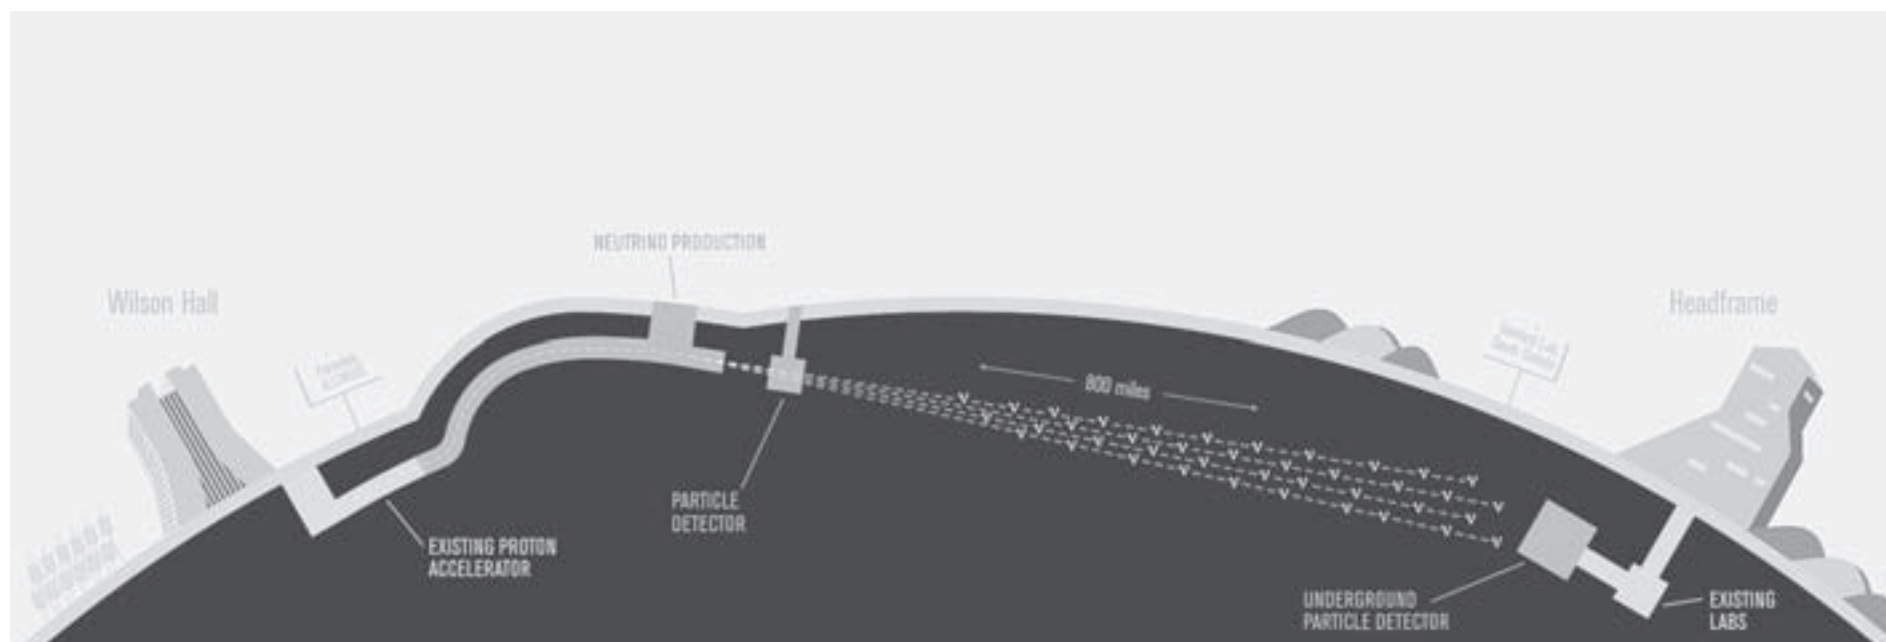 NEUTRINO PRODUCTION
Wilson Hall
Headframe
800 miles
PARTICLE
DETECTOR
EXISTING PROTON
ACCELERATOR
UNDERGROUND
PARTICLE DETECTOR
EXISTING
LABS